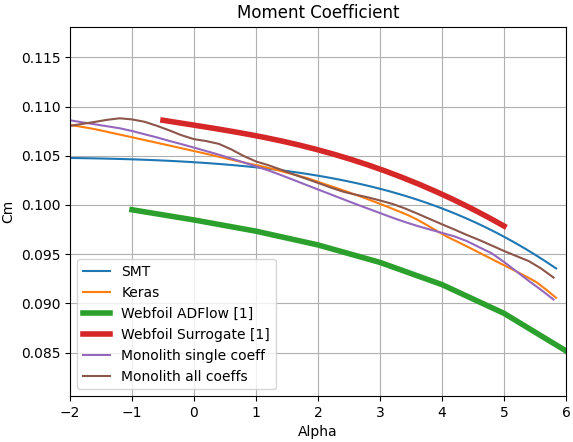 Moment Coefficient
Cm
0.115
0.110
0.105
0.100
0.095
0.090
0.085
SMT
Keras
Webfoil ADFlow [1]
Webfoil Surrogate [1]
Monolith single coeff
Monolith all coeffs
−2 −1 0 1 2 3 4 5 6
Alpha